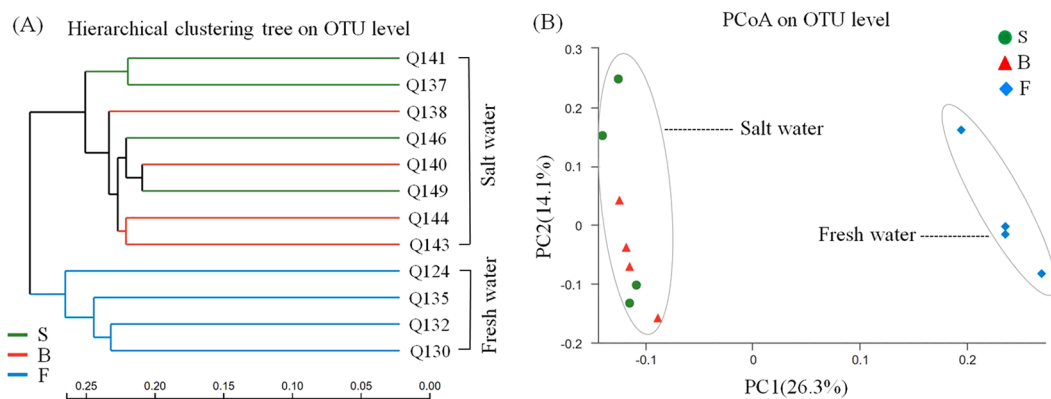 (A)
Hierarchical clustering tree on OTU level
Q141
Q137
Q138
Q146
Q140
Q149
Q144
Q143
Q124
Q135
Q132
Q130
Salt water
Fresh water
S
B
F
0.25 0.20 0.15 0.10 0.05 0.00
(B)
PCoA on OTU level
S
B
F
0.3
0.2
0.1
0
-0.1
-0.2
PC2(14.1%)
Salt water
Fresh water
-0.1 0 0.1 0.2
PC1(26.3%)